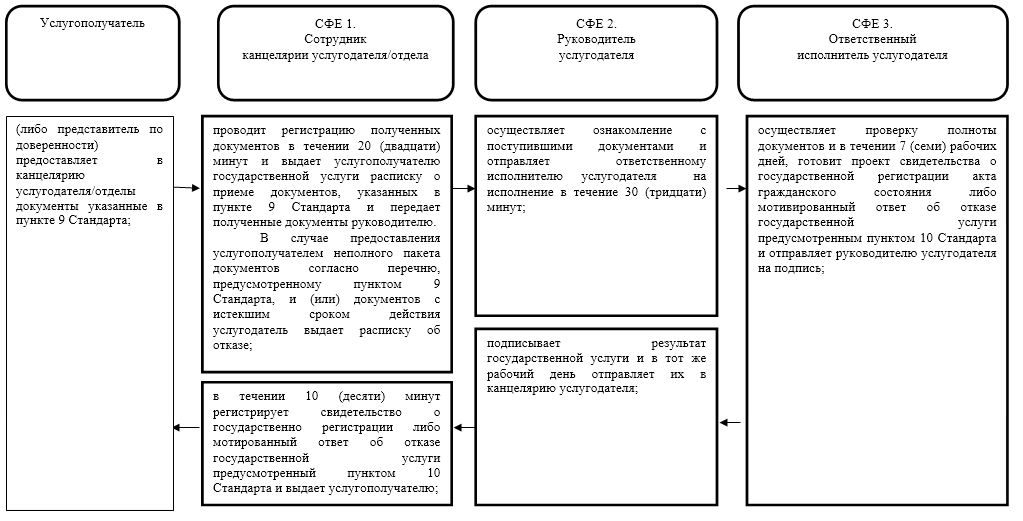 Услугополучатель
СФЕ 1.
Сотрудник
канцелярии услугодателя/отдела
СФЕ 2.
Руководитель
услугодателя
СФЕ 3.
Ответственный
исполнитель услугодателя
(либо представитель по
доверенности)
предоставляет в
канцелярию
услугодателя/отделы
документы указанные в
пункте 9 Стандарта;
проводит регистрацию полученных
документов в течении 20 (двадцати)
минут и выдает услугополучателю
государственной услуги расписку о
приеме документов, указанных в
пункте 9 Стандарта и передает
полученные документы руководителю.
В случае предоставления
услугополучателем неполного пакета
документов согласно перечню,
предусмотренному пунктом 9
Стандарта, и (или) документов с
истекшим сроком действия
услугодатель выдает расписку об
отказе;
осуществляет ознакомление с
поступившими документами и
отправляет ответственному
исполнителю услугодателя на
исполнение в течение 30 (тридцати)
минут;
осуществляет проверку полноты
документов и в течении 7 (семи) рабочих
дней, готовит проект свидетельства о
государственной регистрации акта
гражданского состояния либо
мотивированный ответ об отказе
государственной услуги
предусмотренным пунктом 10 Стандарта
и отправляет руководителю услугодателя
на подпись;
подписывает результат
государственной услуги и в тот же
рабочий день отправляет их в
канцелярию услугодателя;
в течении 10 (десяти) минут
регистрирует свидетельство о
государственно регистрации либо
мотированный ответ об отказе
государственной услуги
предусмотренный пунктом 10
Стандарта и выдает услугополучателю;